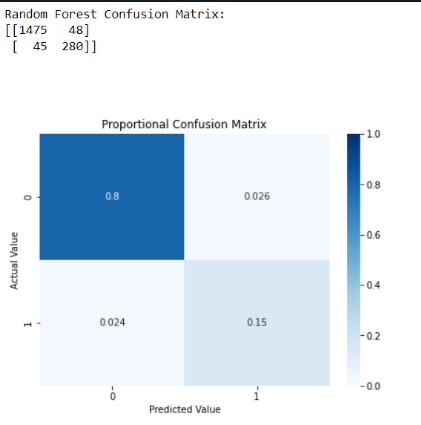 Random Forest Confusion Matrix:
[[1475 48]
[ 45 280]]
Proportional Confusion Matrix
1.0
0.8
0.6
0.4
0.2
0.0
Actual Value
0
0.8 0.026
1
0.024 0.15
0 1
Predicted Value